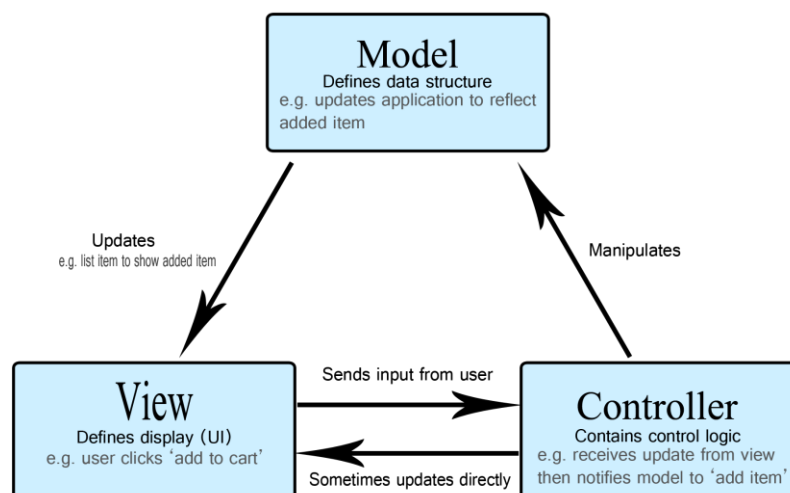 Model
Defines data structure
e.g. updates application to reflect
added item
Updates
e.g. list item to show added item
Manipulates
View
Defines display (UI)
e.g. user clicks ‘add to cart’
Sends input from user
Sometimes updates directly
Controller
Contains control logic
e.g. receives update from view
then notifies model to ‘add item’